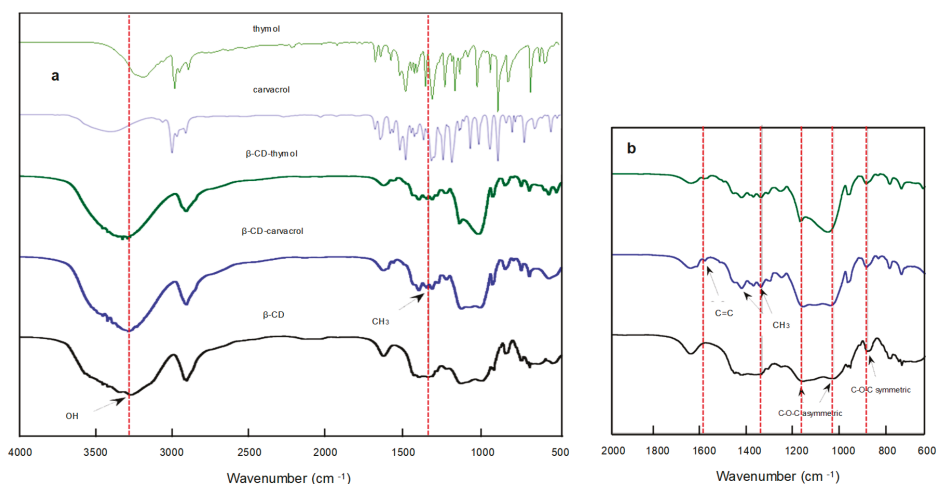 thymol
a
carvacrol
β-CD-thymol
β-CD-carvacrol
CH3
β-CD
OH
4000 3500 3000 2500 2000 1500 1000 500
Wavenumber (cm -1)
b
C=C
CH3
C-O-C symmetric
C-O-C asymmetric
2000 1800 1600 1400 1200 1000 800 600
Wavenumber (cm -1)